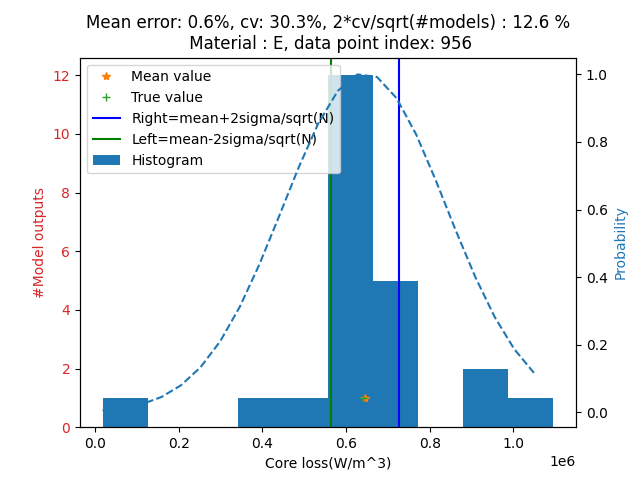 Mean error: 0.6%, cv: 30.3%, 2*cv/sqrt(#models) : 12.6 %
Material : E, data point index: 956
Mean value
True value
Right=mean+2sigma/sqrt(N)
Left=mean-2sigma/sqrt(N)
Histogram
#Model outputs
12
10
8
6
4
2
0
Probability
1.0
0.8
0.6
0.4
0.2
0.0
0.0 0.2 0.4 0.6 0.8 1.0
1e6
Core loss(W/m^3)